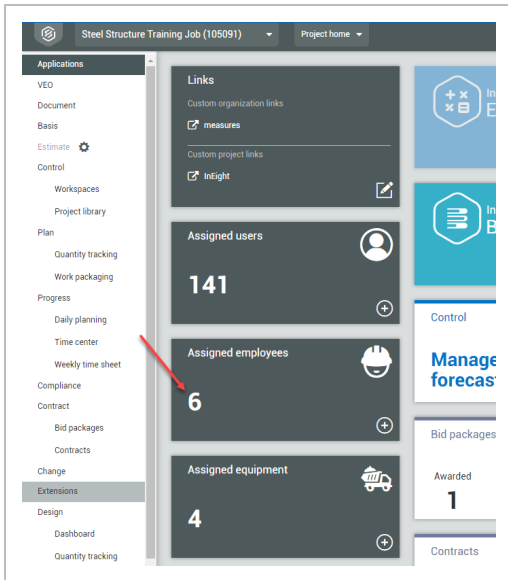 Steel Structure Training Job (105091)
Project home
Applications
VEO
Document
Basis
Estimate
Control
Workspaces
Project library
Plan
Quantity tracking
Work packaging
Progress
Daily planning
Time center
Weekly time sheet
Compliance
Contract
Bid packages
Contracts
Change
Extensions
Design
Dashboard
Quantity tracking
Links
Custom organization links
measures
Custom project links
InEight
Assigned users
141
Assigned employees
6
Assigned equipment
4
In
E
In
B
Control
Manage
forecas
Bid packages
Awarded
1
Contracts